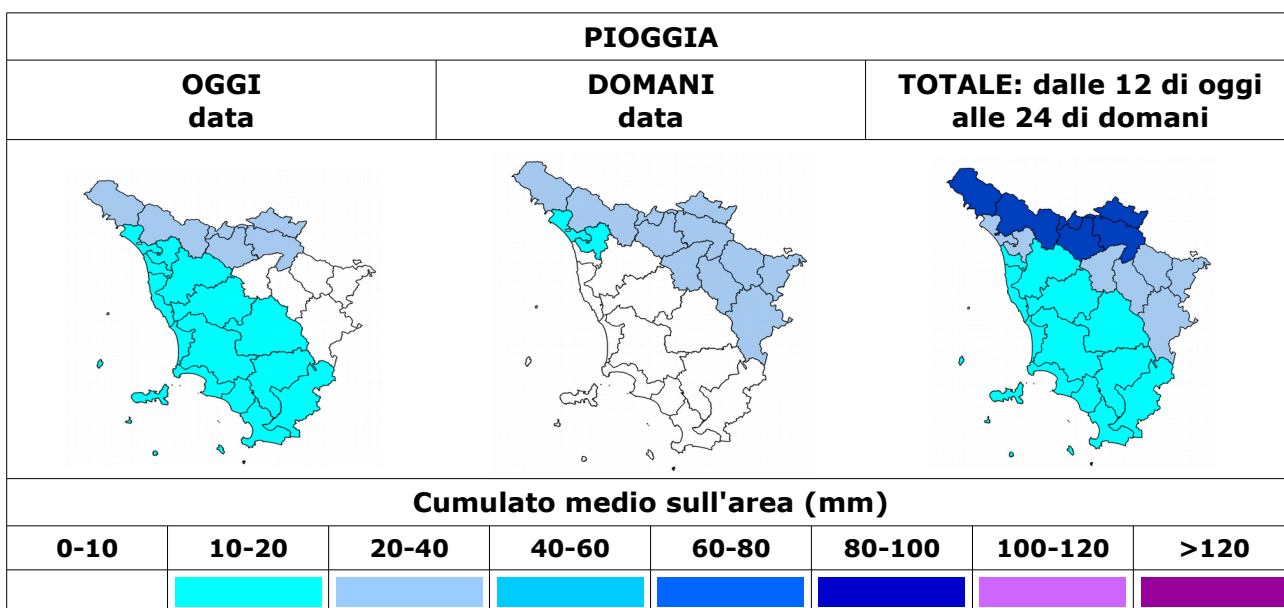 PIOGGIA
OGGI
data
DOMANI
data
TOTALE: dalle 12 di oggi
alle 24 di domani
Cumulato medio sull'area (mm)
0-10 10-20 20-40 40-60 60-80 80-100 100-120 >120